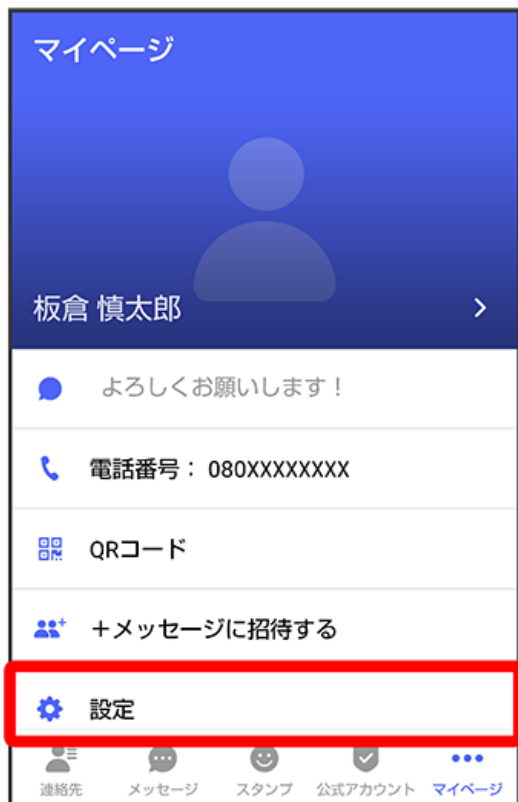 マイページ
板倉 慎太郎
よろしくお願いします！
電話番号： 080XXXXXXXX
QRコード
＋メッセージに招待する
設定
連絡先 メッセージ スタンプ 公式アカウント マイページ